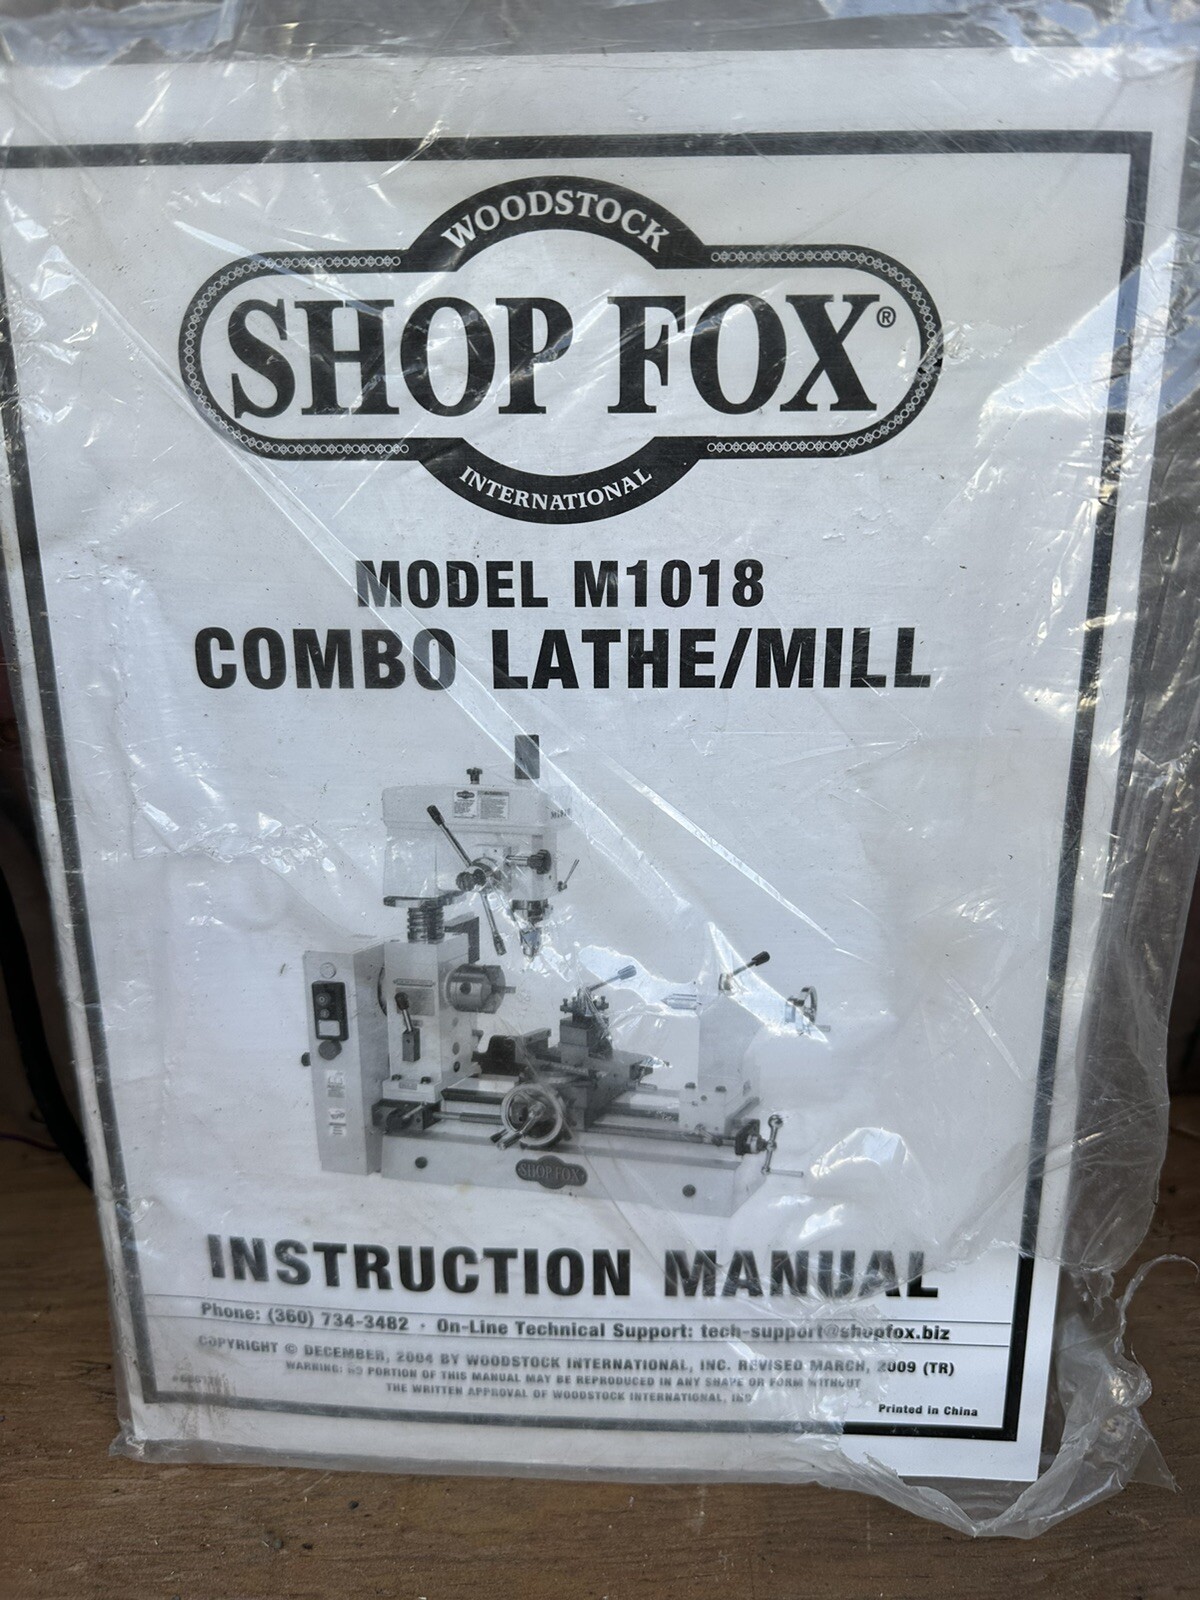 WOODSTOCK
SHOP FOX®
INTERNATIONAL
MODEL M1018
COMBO LATHE/MILL
SHOP FOX
INSTRUCTION MANUAL
Phone: (360) 734-3482 · On-Line Technical Support: tech-support@shopfox.biz
COPYRIGHT © DECEMBER, 2004 BY WOODSTOCK INTERNATIONAL, INC. REVISED MARCH, 2009 (TR)
WARNING: NO PORTION OF THIS MANUAL MAY BE REPRODUCED IN ANY SHAPE OR FORM WITHOUT
THE WRITTEN APPROVAL OF WOODSTOCK INTERNATIONAL, INC
Printed in China